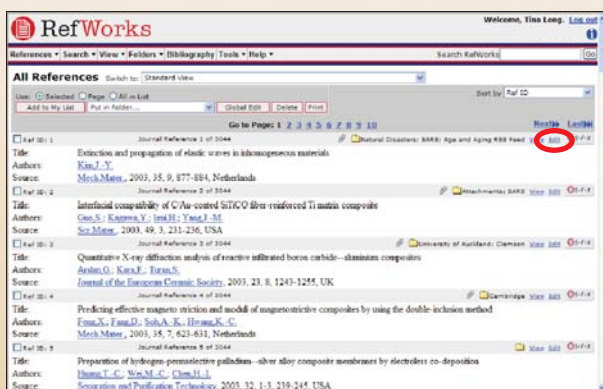 RefWorks
Welcome, Tina Long. Log out
References Search View Folders Bibliography Tools Help Search RefWorks Go
All References Switch to: Standard View
Use: Selected Page All in List Sort by Ref ID
Add to My List Put in Folder... Global Edit Delete Print
Go to Page: 1 2 3 4 5 6 7 8 9 10 Next Last
Ref ID: 1 Journal Reference 1 of 3044 Natural Disasters; SARS; Age and Aging RSS Feed View Edit
Title: Extinction and propagation of elastic waves in inhomogeneous materials
Authors: Kim,J.-Y.
Source: Mech.Mater., 2003, 35, 9, 877-884, Netherlands
Ref ID: 2 Journal Reference 2 of 3044 Attachments; SARS View Edit
Title: Interfacial compatibility of C/Au-coated SiTiCO fiber-reinforced Ti matrix composite
Authors: Guo,S.; Kagawa,Y.; ; Yang,J.-M.
Source: Scr.Mater., 2003, 49, 3, 231-236, USA
Ref ID: 3 Journal Reference 3 of 3044 University of Auckland; Clemson View Edit
Title: Quantitative X-ray diffraction analysis of reactive infiltrated boron carbide--aluminium composites
Authors: Arslan,G.; Kara,F.; Turan,S.
Source: Journal of the European Ceramic Society, 2003, 23, 8, 1243-1255, UK
Ref ID: 4 Journal Reference 4 of 3044 Cambridge View Edit
Title: Predicting effective magneto striction and moduli of magnetostrictive composites by using the double-inclusion method
Authors: Feng,X.; Fang,D.; Soh,A.-K.; Hwang,K.-C.
Source: Mech.Mater., 2003, 35, 7, 623-631, Netherlands
Ref ID: 5 Journal Reference 5 of 3044 View Edit
Title: Preparation of hydrogen-permselective palladium--silver alloy composite membranes by electroless co-deposition
Authors: Huang,T.-C.; Wei,M.-C.; Chen,H.-I.
Source: Separation and Purification Technology, 2003, 32, 1-3, 239-245, USA